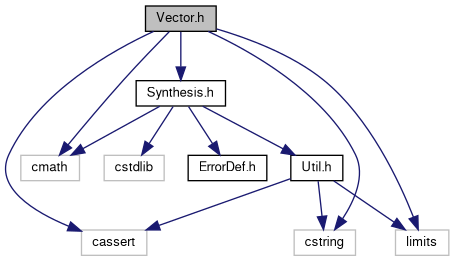 Vector.h
Synthesis.h
cmath
cstdlib
ErrorDef.h
Util.h
cassert
cstring
limits